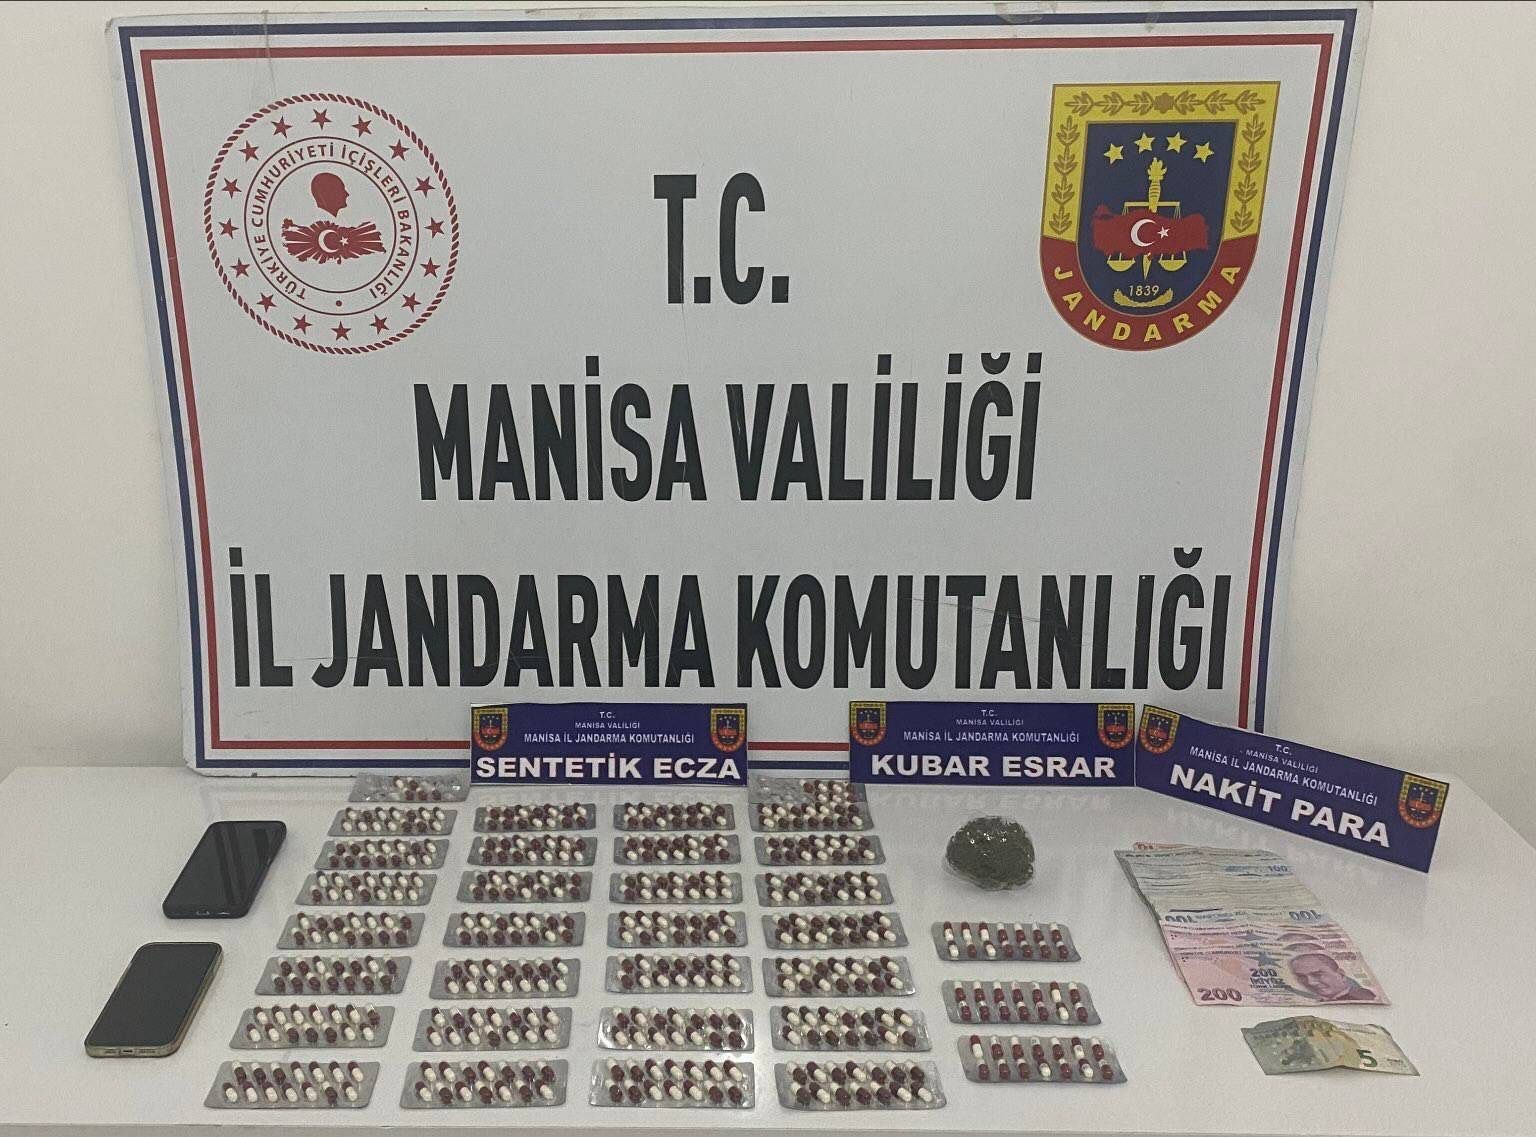 TÜRKİYE CUMHURİYETİ İÇİŞLERİ BAKANLIĞI
1839
JANDARMA
T.C.
MANİSA VALİLİĞİ
İL JANDARMA KOMUTANLIĞI
T.C.
MANİSA VALİLİĞİ
MANİSA İL JANDARMA KOMUTANLIĞI
SENTETİK ECZA
T.C.
MANİSA VALİLİĞİ
MANİSA İL JANDARMA KOMUTANLIĞI
KUBAR ESRAR
T.C.
MANİSA VALİLİĞİ
MANİSA İL JANDARMA KOMUTANLIĞI
NAKİT PARA
100
100
100
200
200
5